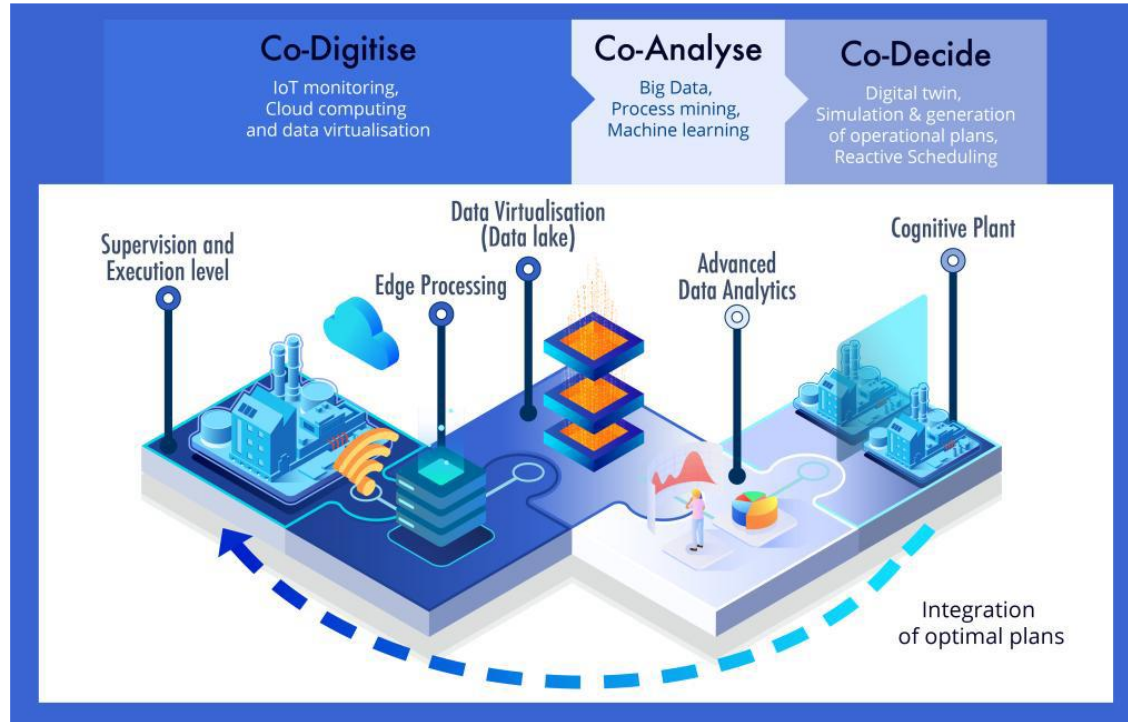 Co-Digitise
IoT monitoring,
Cloud computing
and data virtualisation
Co-Analyse
Big Data,
Process mining,
Machine learning
Co-Decide
Digital twin,
Simulation & generation
of operational plans,
Reactive Scheduling
Supervision and
Execution level
Edge Processing
Data Virtualisation
(Data lake)
Advanced
Data Analytics
Cognitive Plant
Integration
of optimal plans